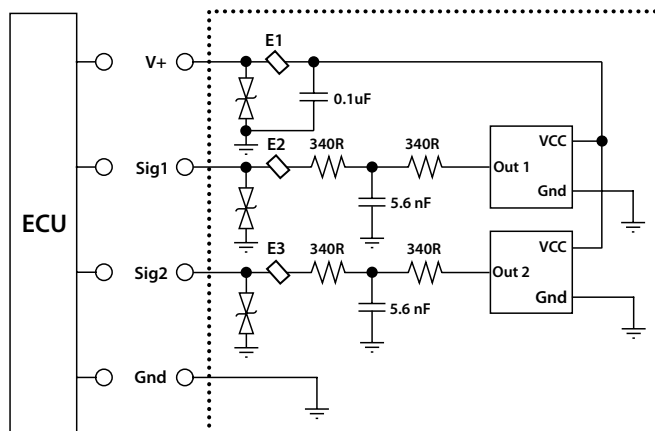 ECU
V+
E1
0.1uF
Sig1
E2
340R
340R
5.6 nF
Out 1
VCC
Gnd
Sig2
E3
340R
340R
5.6 nF
Out 2
VCC
Gnd
Gnd